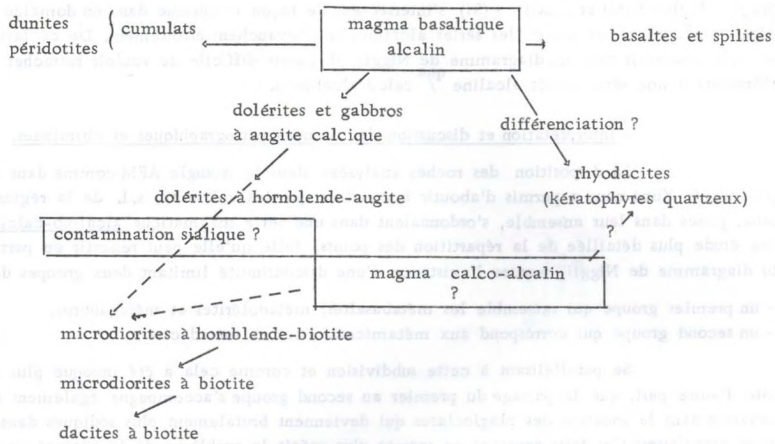 dunites
péridotites
cumulats
magma basaltique
alcalin
basaltes et spilites
dolérites et gabbros
à augite calcique
différenciation ?
rhyodacites
(kératophyres quartzeux)
dolérites à hornblende-augite
?
contamination sialique ?
magma calco-alcalin
?
microdiorites à hornblende-biotite
microdiorites à biotite
dacites à biotite